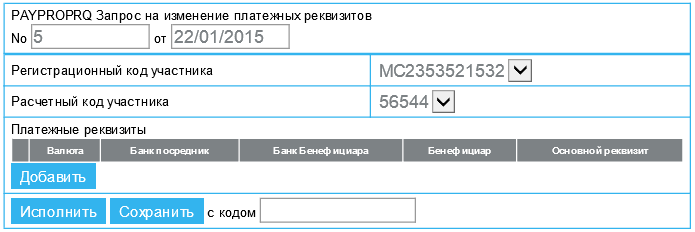 PAYPROPRQ Запрос на изменение платежных реквизитов
No 5 от 22/01/2015
Регистрационный код участника MC2353521532
Расчетный код участника 56544
Платежные реквизиты
Валюта Банк посредник Банк Бенефициара Бенефициар Основной реквизит
Добавить
Исполнить Сохранить с кодом